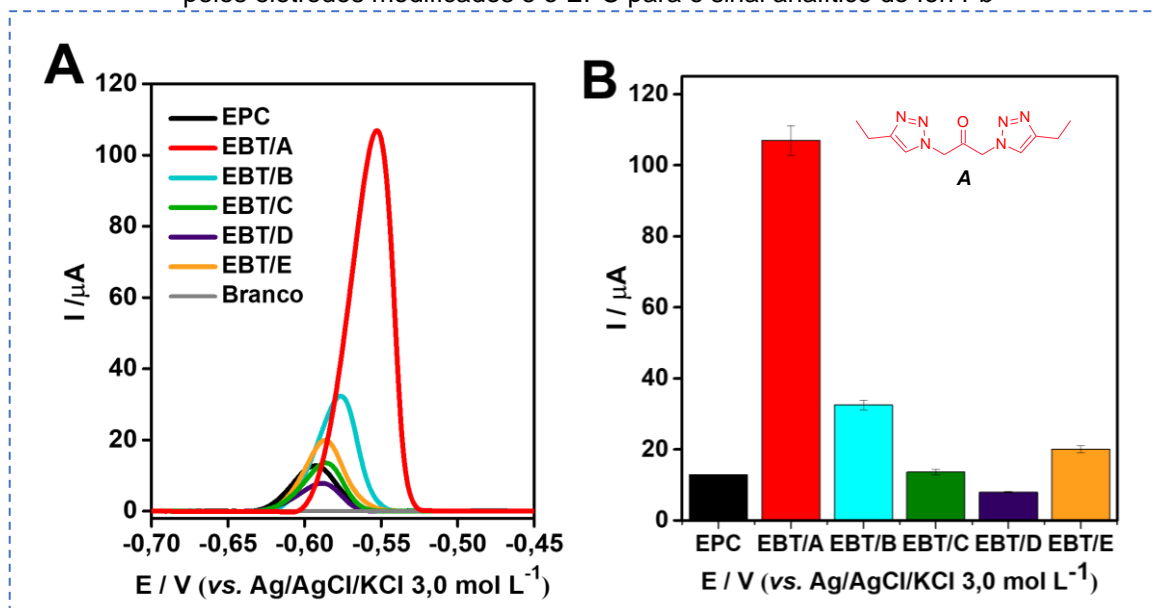 A
120
100
80
60
40
20
0
I /µA
EPC
EBT/A
EBT/B
EBT/C
EBT/D
EBT/E
Branco
-0,70 -0,65 -0,60 -0,55 -0,50 -0,45
E / V (vs. Ag/AgCl/KCl 3,0 mol L⁻¹)
B
120
100
80
60
40
20
0
I / µA
N N
N
O
N N
N
A
EPC EBT/A EBT/B EBT/C EBT/D EBT/E
E / V (vs. Ag/AgCl/KCl 3,0 mol L⁻¹)